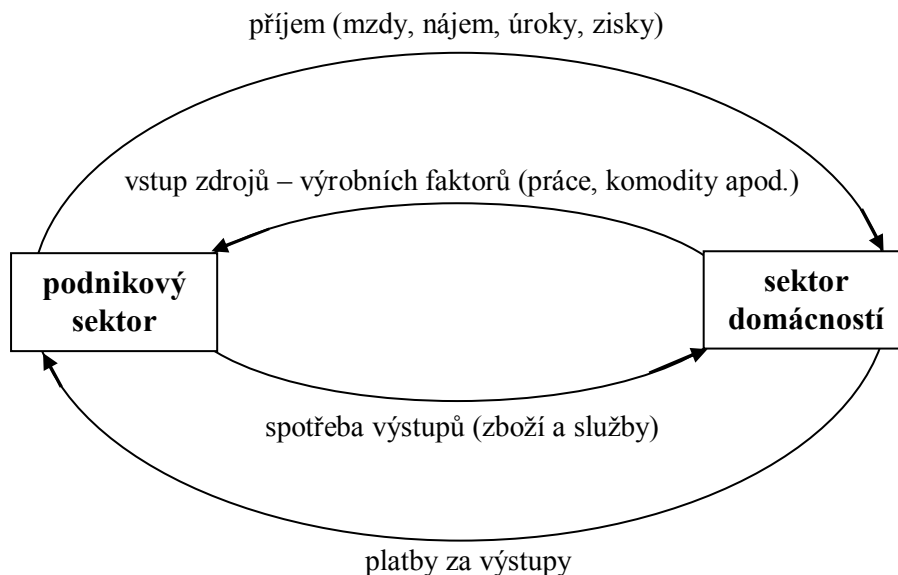 příjem (mzdy, nájem, úroky, zisky)
vstup zdrojů – výrobních faktorů (práce, komodity apod.)
podnikový
sektor
sektor
domácností
spotřeba výstupů (zboží a služby)
platby za výstupy